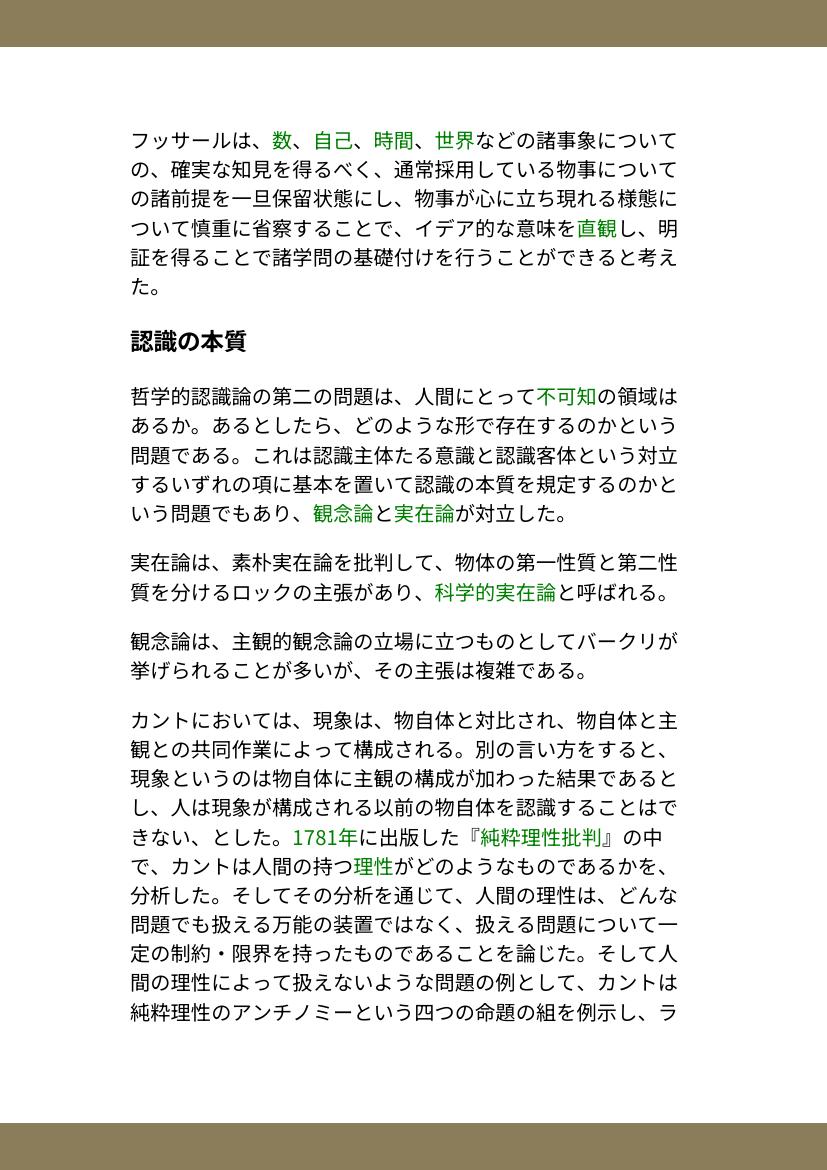 フッサールは、数、自己、時間、世界などの諸事象について
の、確実な知見を得るべく、通常採用している物事について
の諸前提を一旦保留状態にし、物事が心に立ち現れる様態に
ついて慎重に省察することで、イデア的な意味を直観し、明
証を得ることで諸学問の基礎付けを行うことができると考え
た。
認識の本質
哲学的認識論の第二の問題は、人間にとって不可知の領域は
あるか。あるとしたら、どのような形で存在するのかという
問題である。これは認識主体たる意識と認識客体という対立
するいずれの項に基本を置いて認識の本質を規定するのかと
いう問題でもあり、観念論と実在論が対立した。
実在論は、素朴実在論を批判して、物体の第一性質と第二性
質を分けるロックの主張があり、科学的実在論と呼ばれる。
観念論は、主観的観念論の立場に立つものとしてバークリが
挙げられることが多いが、その主張は複雑である。
カントにおいては、現象は、物自体と対比され、物自体と主
観との共同作業によって構成される。別の言い方をすると、
現象というのは物自体に主観の構成が加わった結果であると
し、人は現象が構成される以前の物自体を認識することはで
きない、とした。1781年に出版した『純粋理性批判』の中
で、カントは人間の持つ理性がどのようなものであるかを、
分析した。そしてその分析を通じて、人間の理性は、どんな
問題でも扱える万能の装置ではなく、扱える問題について一
定の制約・限界を持ったものであることを論じた。そして人
間の理性によって扱えないような問題の例として、カントは
純粋理性のアンチノミーという四つの命題の組を例示し、ラ